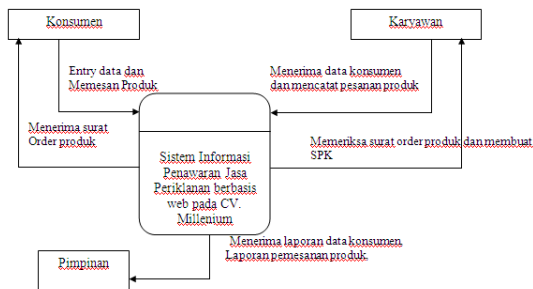 Konsumen
Karyawan
Entry data dan
Memesan Produk
Menerima data konsumen
dan mencatat pesanan produk
Menerima surat
Order produk
Sistem Informasi
Penawaran Jasa
Periklanan berbasis
web pada CV.
Millenium
Memeriksa surat order produk dan membuat
SPK
Menerima laporan data konsumen,
Laporan pemesanan produk.
Pimpinan